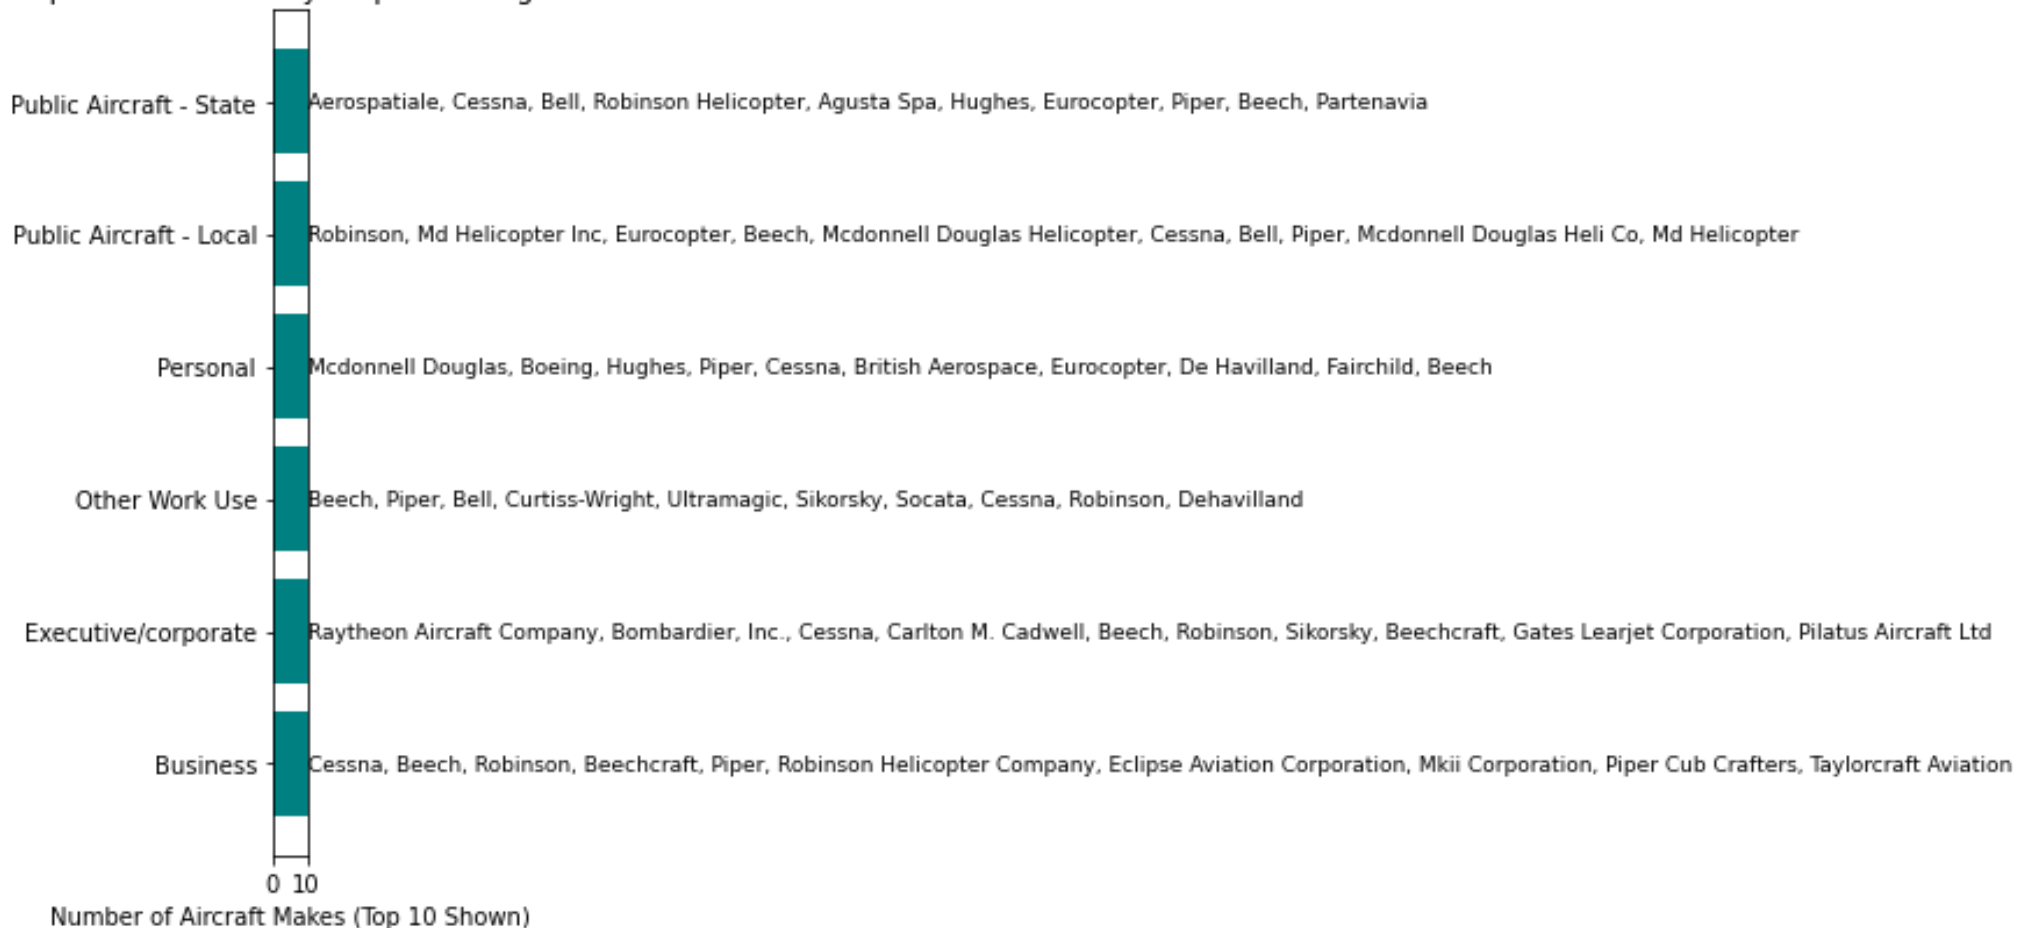 Public Aircraft - State Aerospatiale, Cessna, Bell, Robinson Helicopter, Agusta Spa, Hughes, Eurocopter, Piper, Beech, Partenavia
Public Aircraft - Local Robinson, Md Helicopter Inc, Eurocopter, Beech, Mcdonnell Douglas Helicopter, Cessna, Bell, Piper, Mcdonnell Douglas Heli Co, Md Helicopter
Personal Mcdonnell Douglas, Boeing, Hughes, Piper, Cessna, British Aerospace, Eurocopter, De Havilland, Fairchild, Beech
Other Work Use Beech, Piper, Bell, Curtiss-Wright, Ultramagic, Sikorsky, Socata, Cessna, Robinson, Dehavilland
Executive/corporate Raytheon Aircraft Company, Bombardier, Inc., Cessna, Carlton M. Cadwell, Beech, Robinson, Sikorsky, Beechcraft, Gates Learjet Corporation, Pilatus Aircraft Ltd
Business Cessna, Beech, Robinson, Beechcraft, Piper, Robinson Helicopter Company, Eclipse Aviation Corporation, Mkii Corporation, Piper Cub Crafters, Taylorcraft Aviation
0 10
Number of Aircraft Makes (Top 10 Shown)